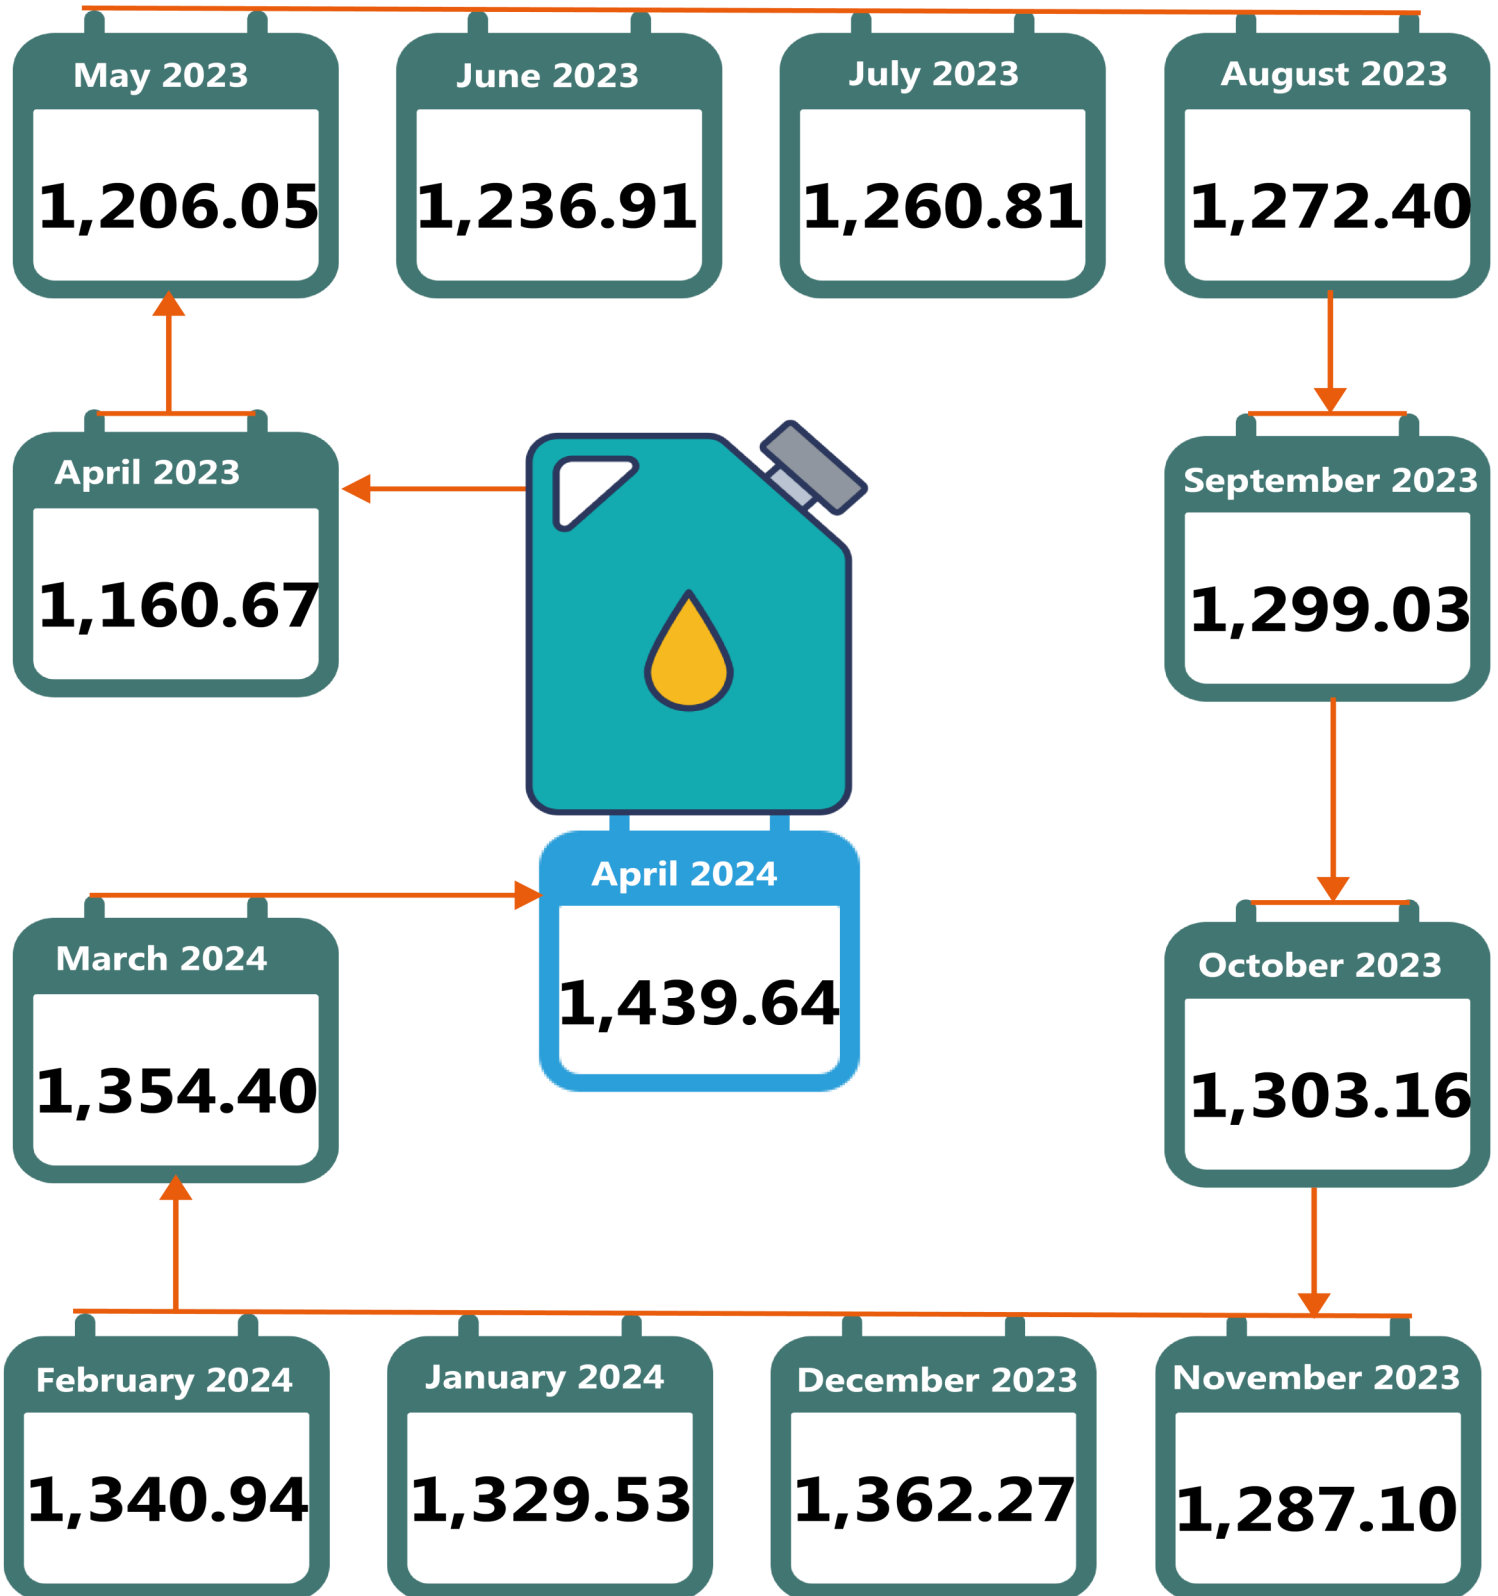 May 2023
1,206.05
June 2023
1,236.91
July 2023
1,260.81
August 2023
1,272.40
April 2023
1,160.67
September 2023
1,299.03
April 2024
1,439.64
March 2024
1,354.40
October 2023
1,303.16
February 2024
1,340.94
January 2024
1,329.53
December 2023
1,362.27
November 2023
1,287.10